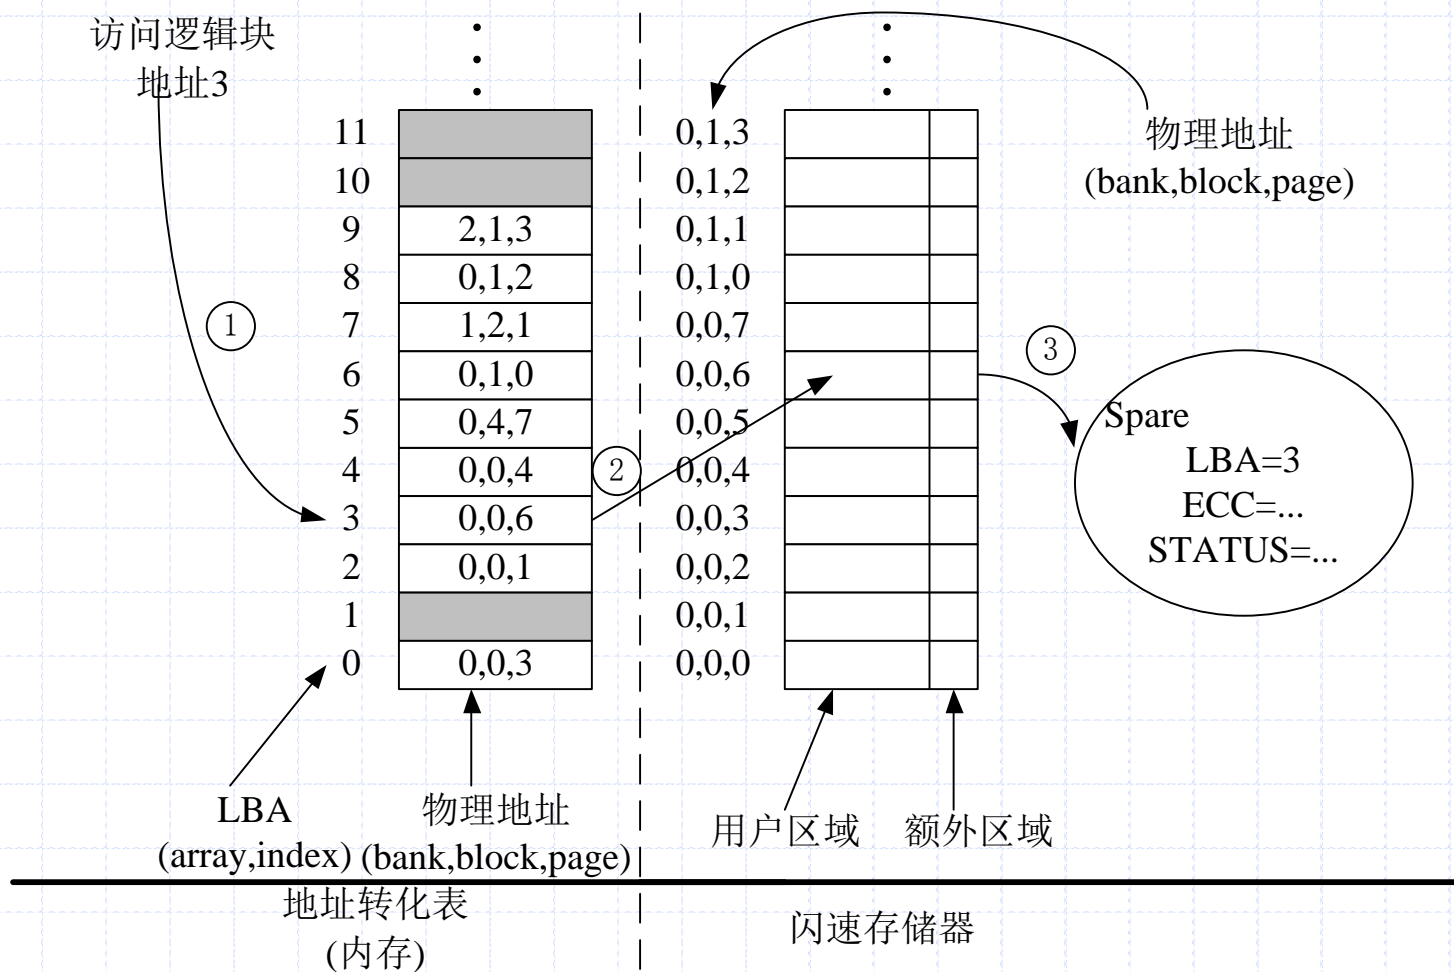 访问逻辑块
地址3
11
10
9 2,1,3
8 0,1,2
7 1,2,1
6 0,1,0
5 0,4,7
4 0,0,4
3 0,0,6
2 0,0,1
1
0 0,0,3
①
②
LBA
(array,index)
物理地址
(bank,block,page)
地址转化表
(内存)
0,1,3
0,1,2
0,1,1
0,1,0
0,0,7
0,0,6
0,0,5
0,0,4
0,0,3
0,0,2
0,0,1
0,0,0
物理地址
(bank,block,page)
③
Spare
LBA=3
ECC=...
STATUS=...
用户区域
额外区域
闪速存储器